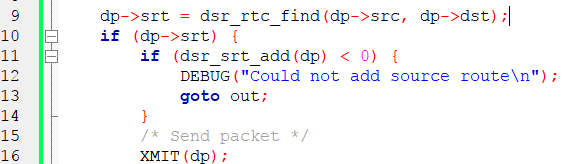 9 dp->srt = dsr_rtc_find(dp->src, dp->dst);
10 if (dp->srt) {
11 if (dsr_srt_add(dp) < 0) {
12 DEBUG("Could not add source route\n");
13 goto out;
14 }
15 /* Send packet */
16 XMIT(dp);